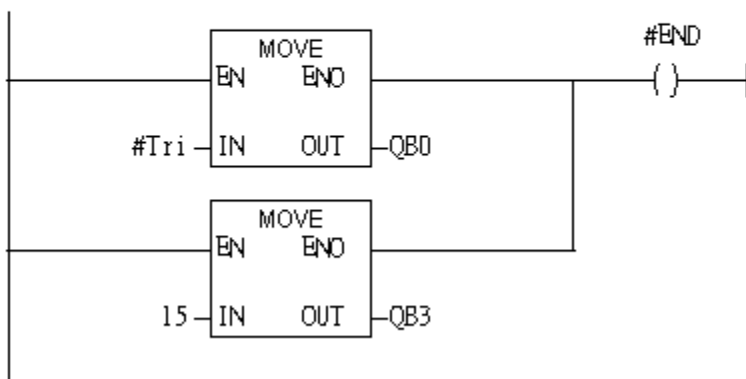 #END
MOVE
EN ENO
#Tri IN OUT QB0
MOVE
EN ENO
15 IN OUT QB3